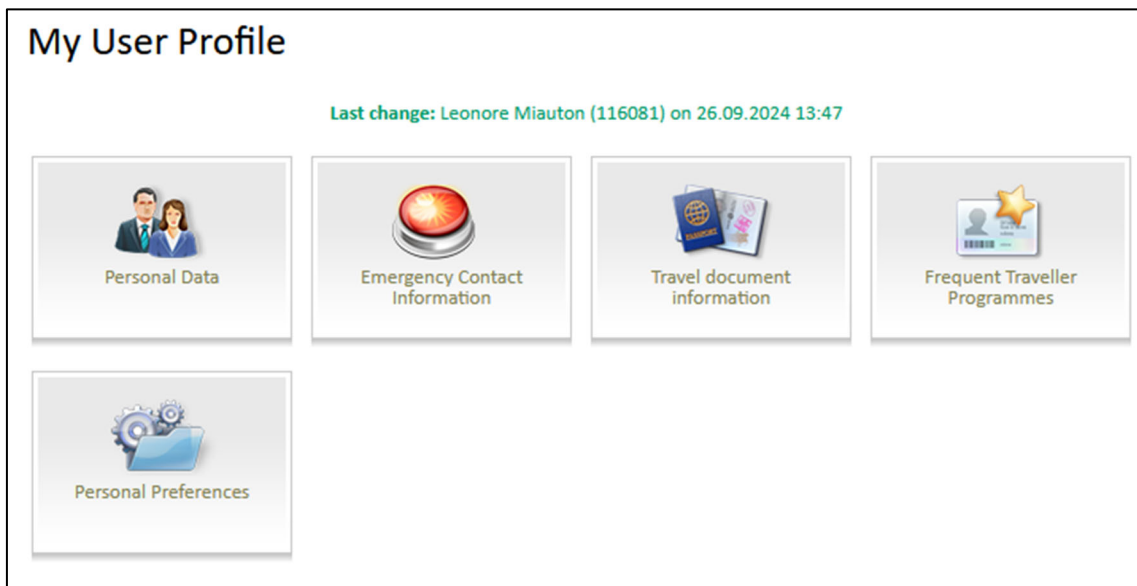 My User Profile
Last change: Leonore Miauton (116081) on 26.09.2024 13:47
Personal Data
Emergency Contact
Information
Travel document
information
Frequent Traveller
Programmes
Personal Preferences
PASSPORT